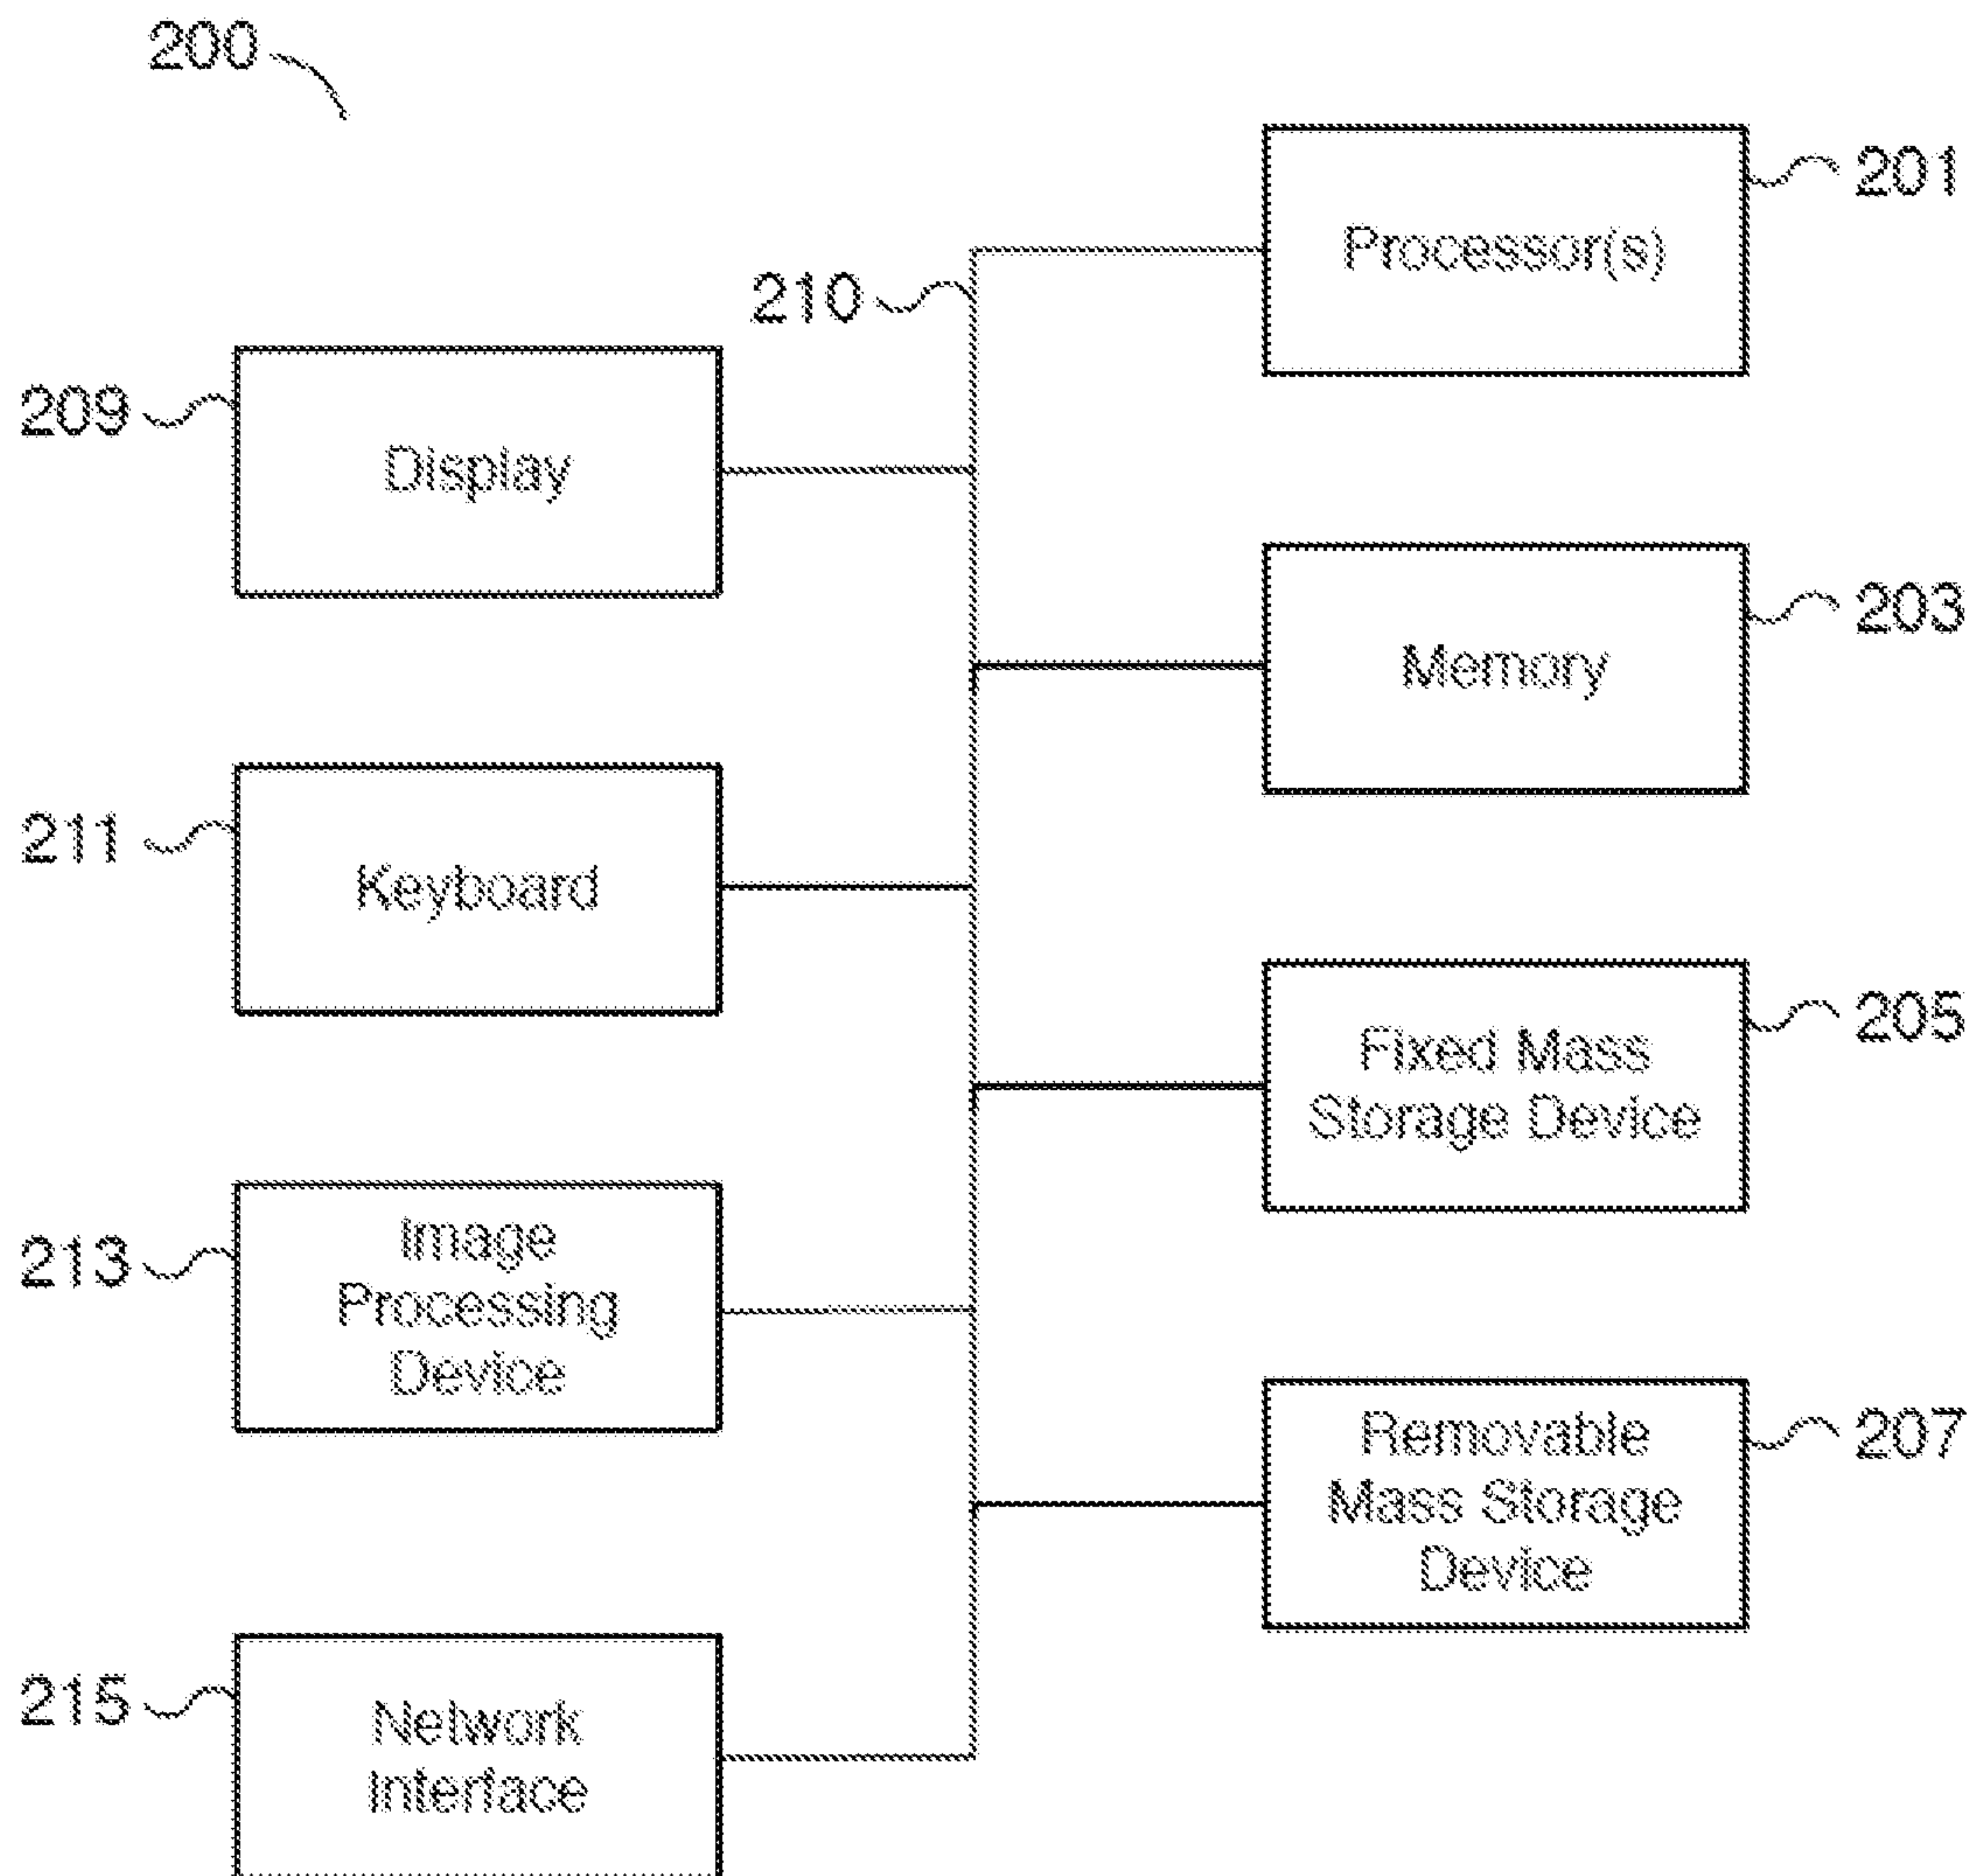 200
201
Processor(s)
210
209
Display
203
Memory
211
Keyboard
205
Fixed Mass
Storage Device
213
Image
Processing
Device
207
Removable
Mass Storage
Device
215
Network
Interface